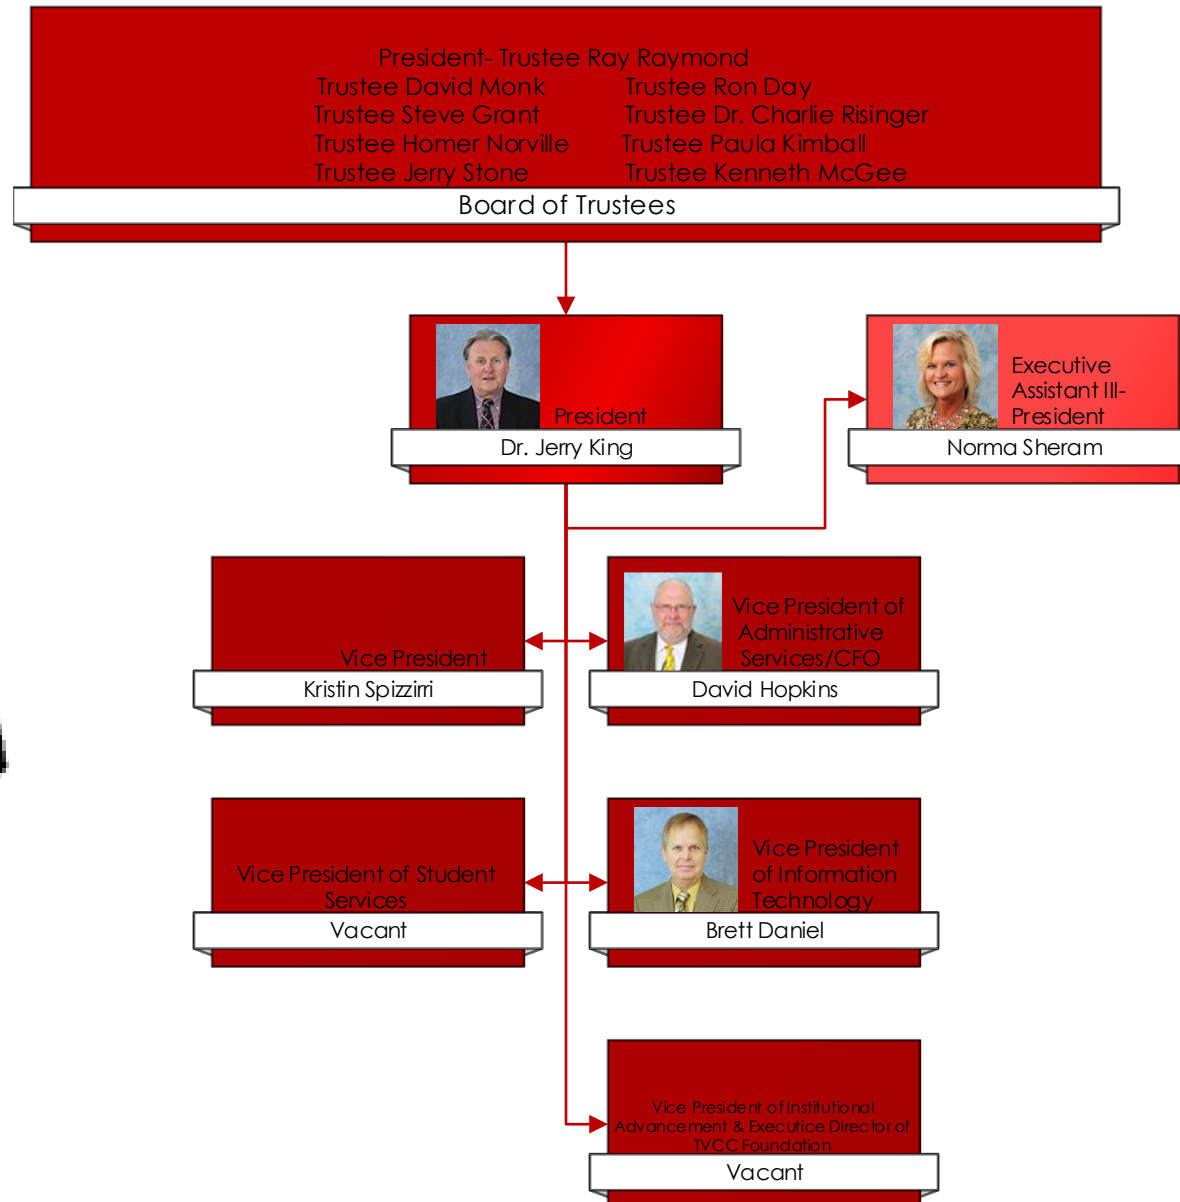 President- Trustee Ray Raymond
Trustee David Monk Trustee Ron Day
Trustee Steve Grant Trustee Dr. Charlie Risinger
Trustee Homer Norville Trustee Paula Kimball
Trustee Jerry Stone Trustee Kenneth McGee
Board of Trustees
President
Dr. Jerry King
Executive
Assistant III-
President
Norma Sheram
Vice President
Kristin Spizzirri
Vice President of
Administrative
Services/CFO
David Hopkins
Vice President of Student
Services
Vacant
Vice President
of Information
Technology
Brett Daniel
Vice President of Institutional
Advancement & Executice Director of
TVCC Foundation
Vacant